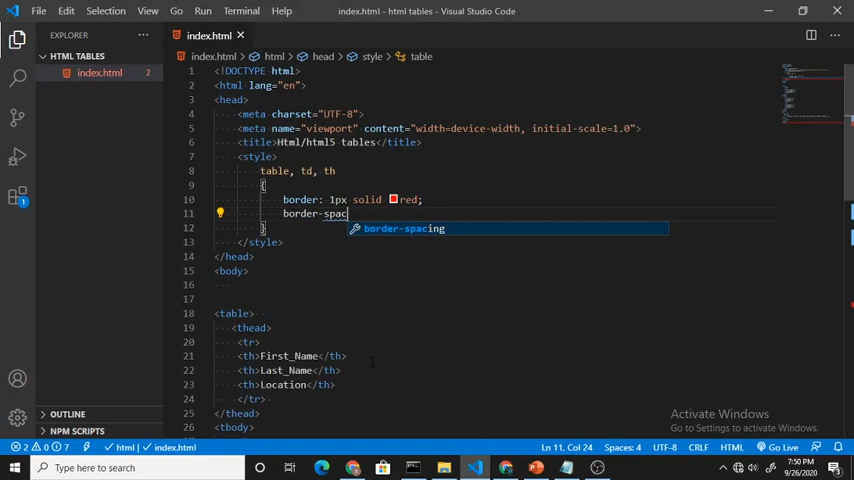 File Edit Selection View Go Run Terminal Help index.html - html tables - Visual Studio Code
EXPLORER
index.html
HTML TABLES
index.html > html > head > style > table
index.html 2
1 <!DOCTYPE html>
2 <html lang="en">
3 <head>
4 <meta charset="UTF-8">
5 <meta name="viewport" content="width=device-width, initial-scale=1.0">
6 <title>Html/html5 tables</title>
7 <style>
8 table, td, th
9 {
10 border: 1px solid red;
11 border-spac
border-spacing
12 }
13 </style>
14 </head>
15 <body>
16
17
18 <table>
19 <thead>
20 <tr>
21 <th>First_Name</th>
22 <th>Last_Name</th>
23 <th>Location</th>
24 </tr>
25 </thead>
26 <tbody>
OUTLINE
NPM SCRIPTS
1
Activate Windows
Go to Settings to activate Windows.
2 0 7 html index.html Ln 11, Col 24 Spaces: 4 UTF-8 CRLF HTML Go Live
Type here to search
7:50 PM
9/26/2020
3